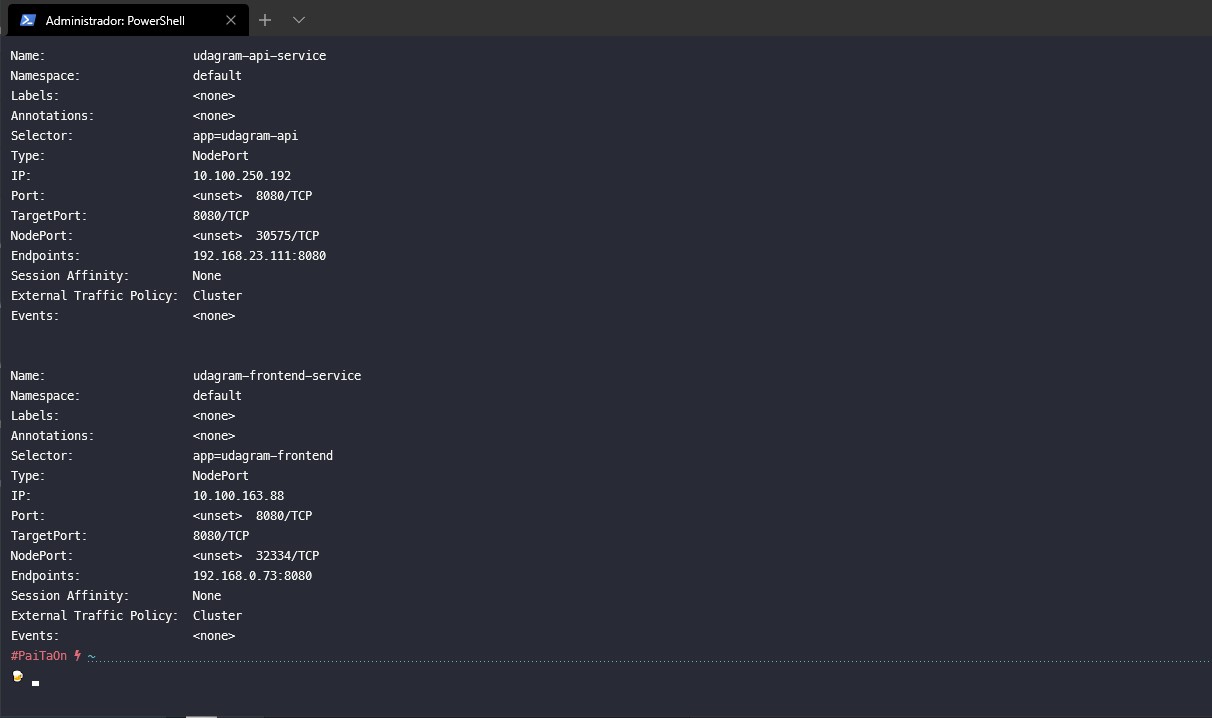 Administrador: PowerShell
Name: udagram-api-service
Namespace: default
Labels: <none>
Annotations: <none>
Selector: app=udagram-api
Type: NodePort
IP: 10.100.250.192
Port: <unset> 8080/TCP
TargetPort: 8080/TCP
NodePort: <unset> 30575/TCP
Endpoints: 192.168.23.111:8080
Session Affinity: None
External Traffic Policy: Cluster
Events: <none>
Name: udagram-frontend-service
Namespace: default
Labels: <none>
Annotations: <none>
Selector: app=udagram-frontend
Type: NodePort
IP: 10.100.163.88
Port: <unset> 8080/TCP
TargetPort: 8080/TCP
NodePort: <unset> 32334/TCP
Endpoints: 192.168.0.73:8080
Session Affinity: None
External Traffic Policy: Cluster
Events: <none>
#PaiTaOn ~